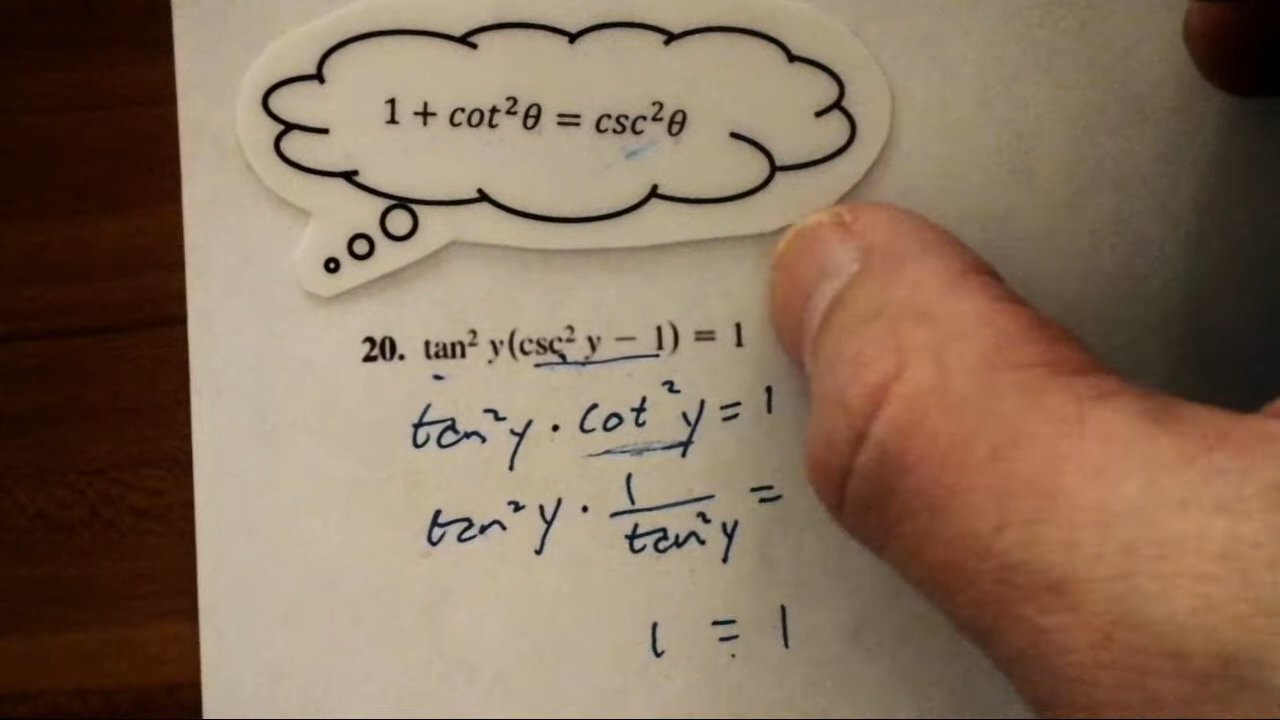 1 + cot²θ = csc²θ
20. tan² y(csc² y − 1) = 1
tan²y · cot²y = 1
tan²y · 1/tan²y =
1 = 1